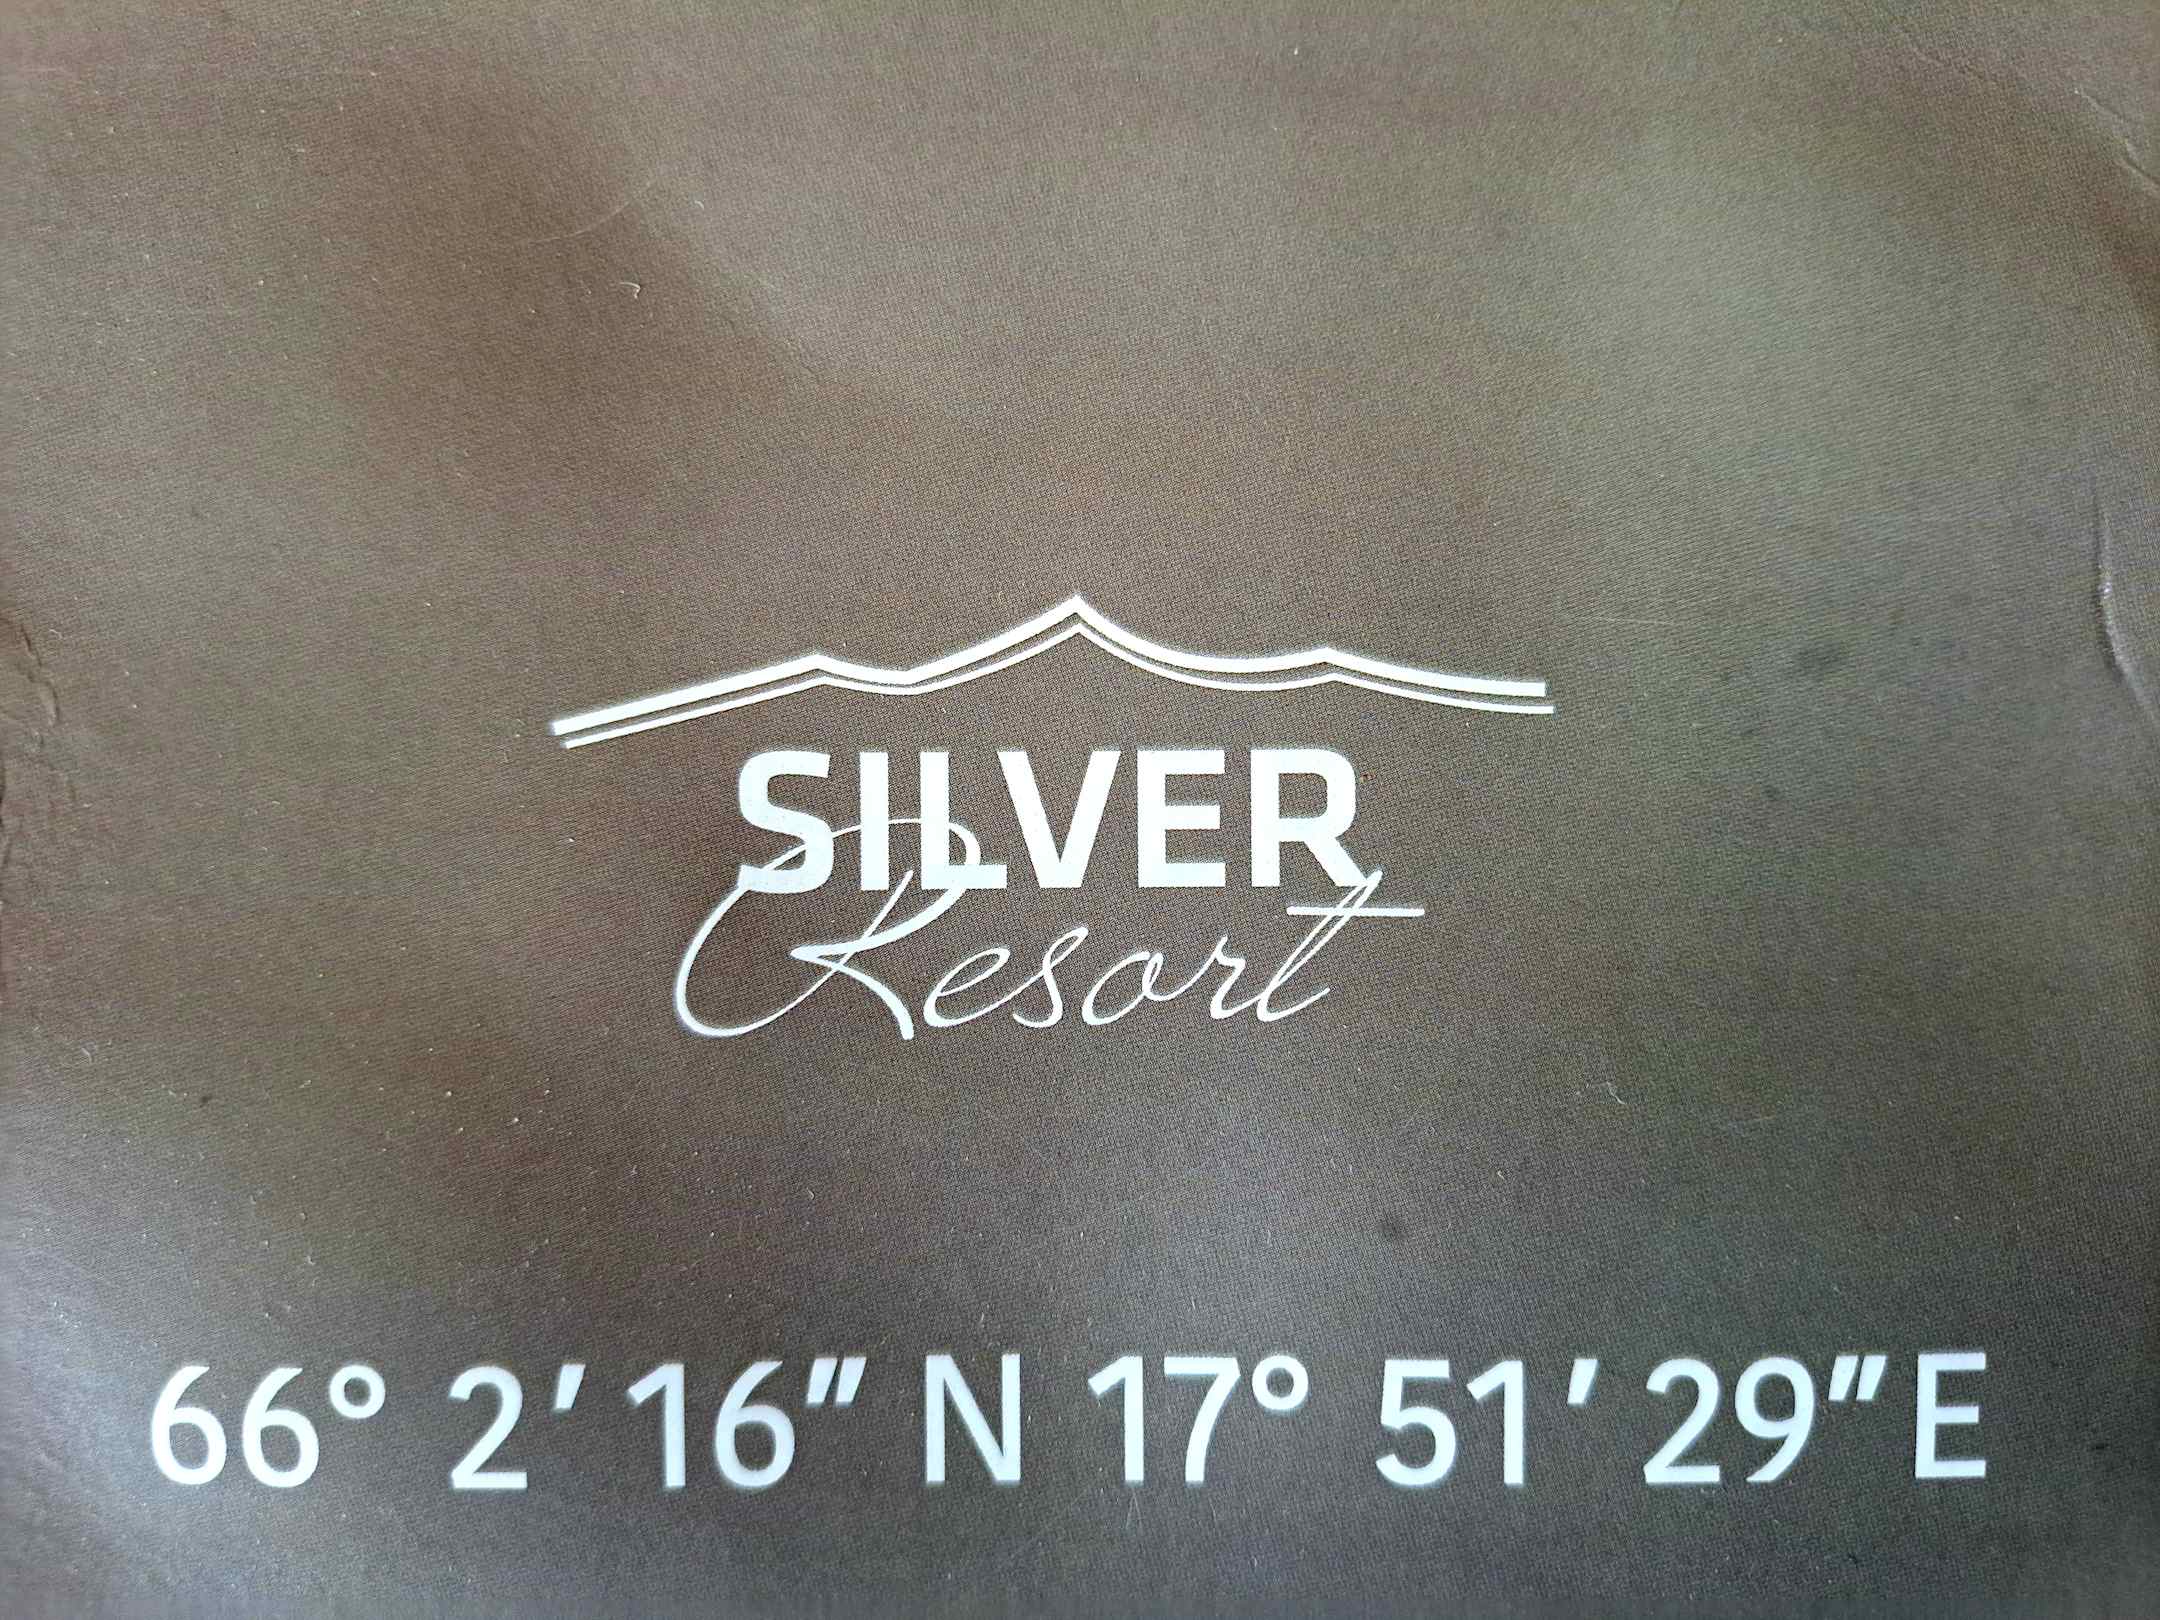 SILVER
Resort
66° 2′ 16″ N 17° 51′ 29″ E